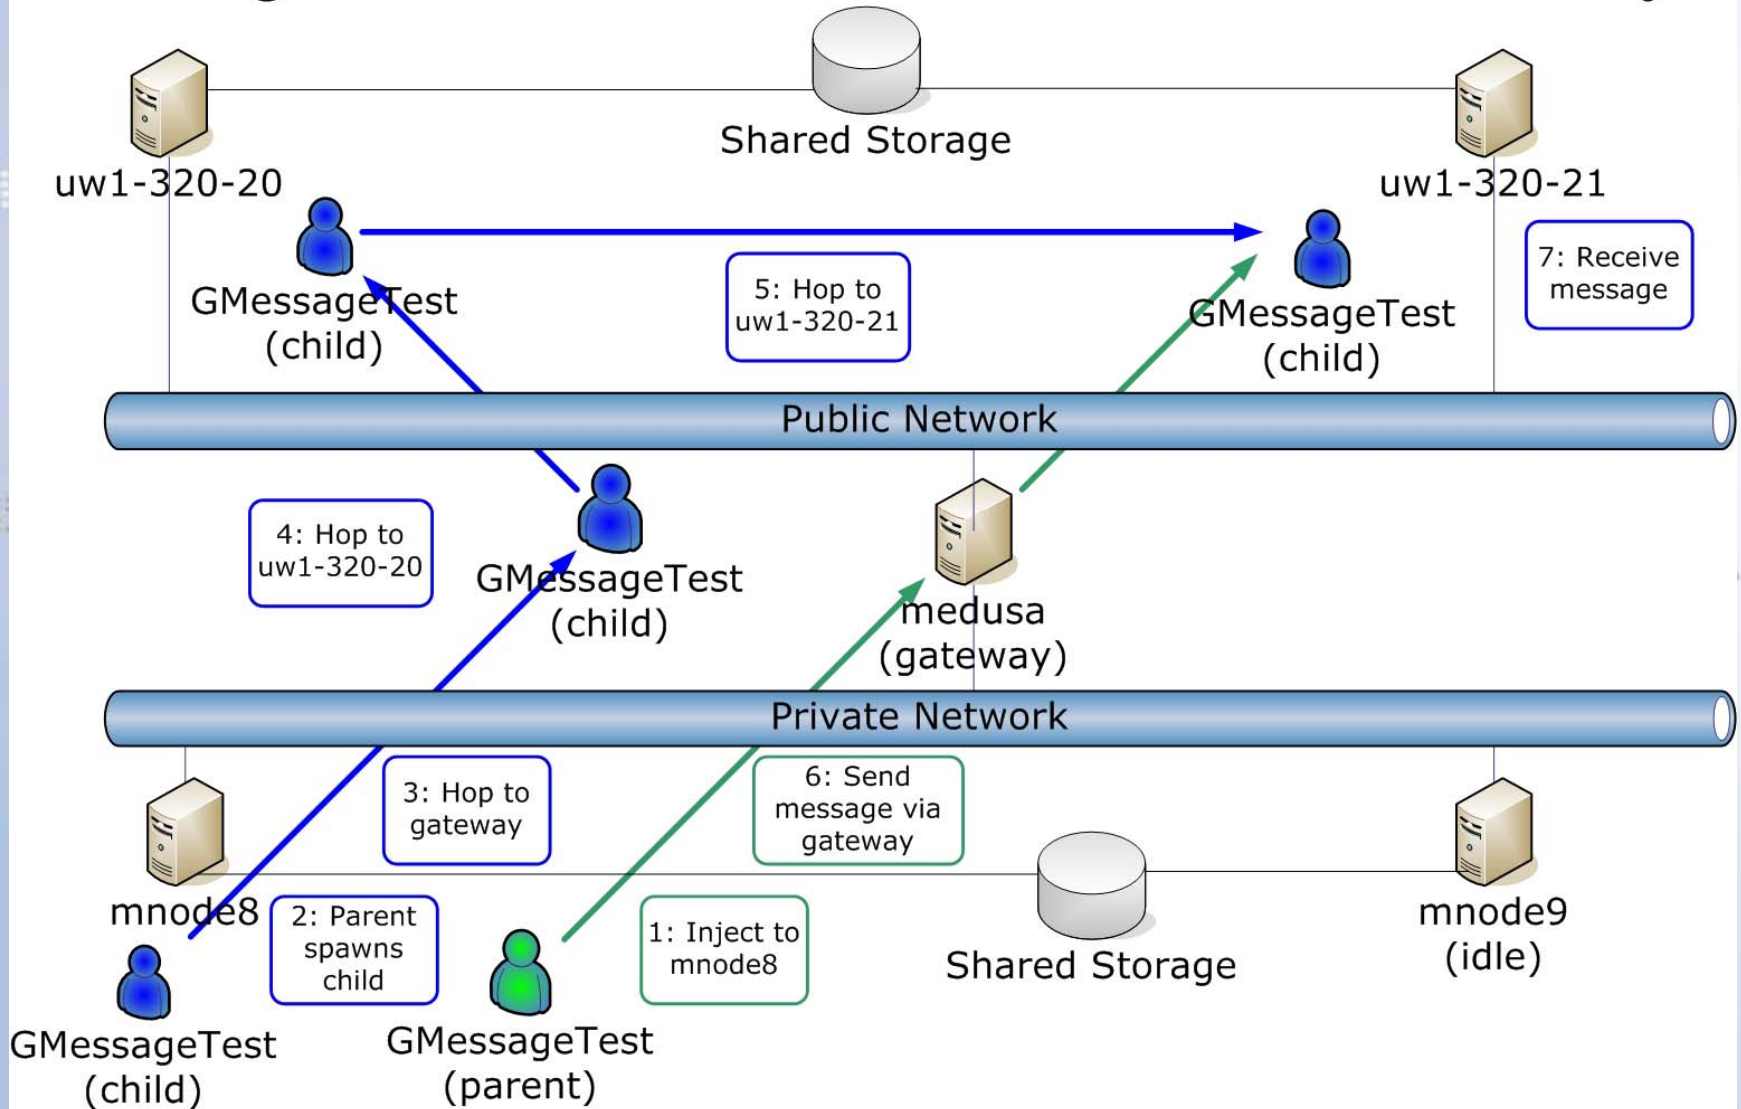 Shared Storage
uw1-320-20
uw1-320-21
GMessageTest
(child)
5: Hop to
uw1-320-21
GMessageTest
(child)
7: Receive
message
Public Network
4: Hop to
uw1-320-20
GMessageTest
(child)
medusa
(gateway)
Private Network
3: Hop to
gateway
6: Send
message via
gateway
mnode8
2: Parent
spawns
child
1: Inject to
mnode8
Shared Storage
mnode9
(idle)
GMessageTest
(child)
GMessageTest
(parent)